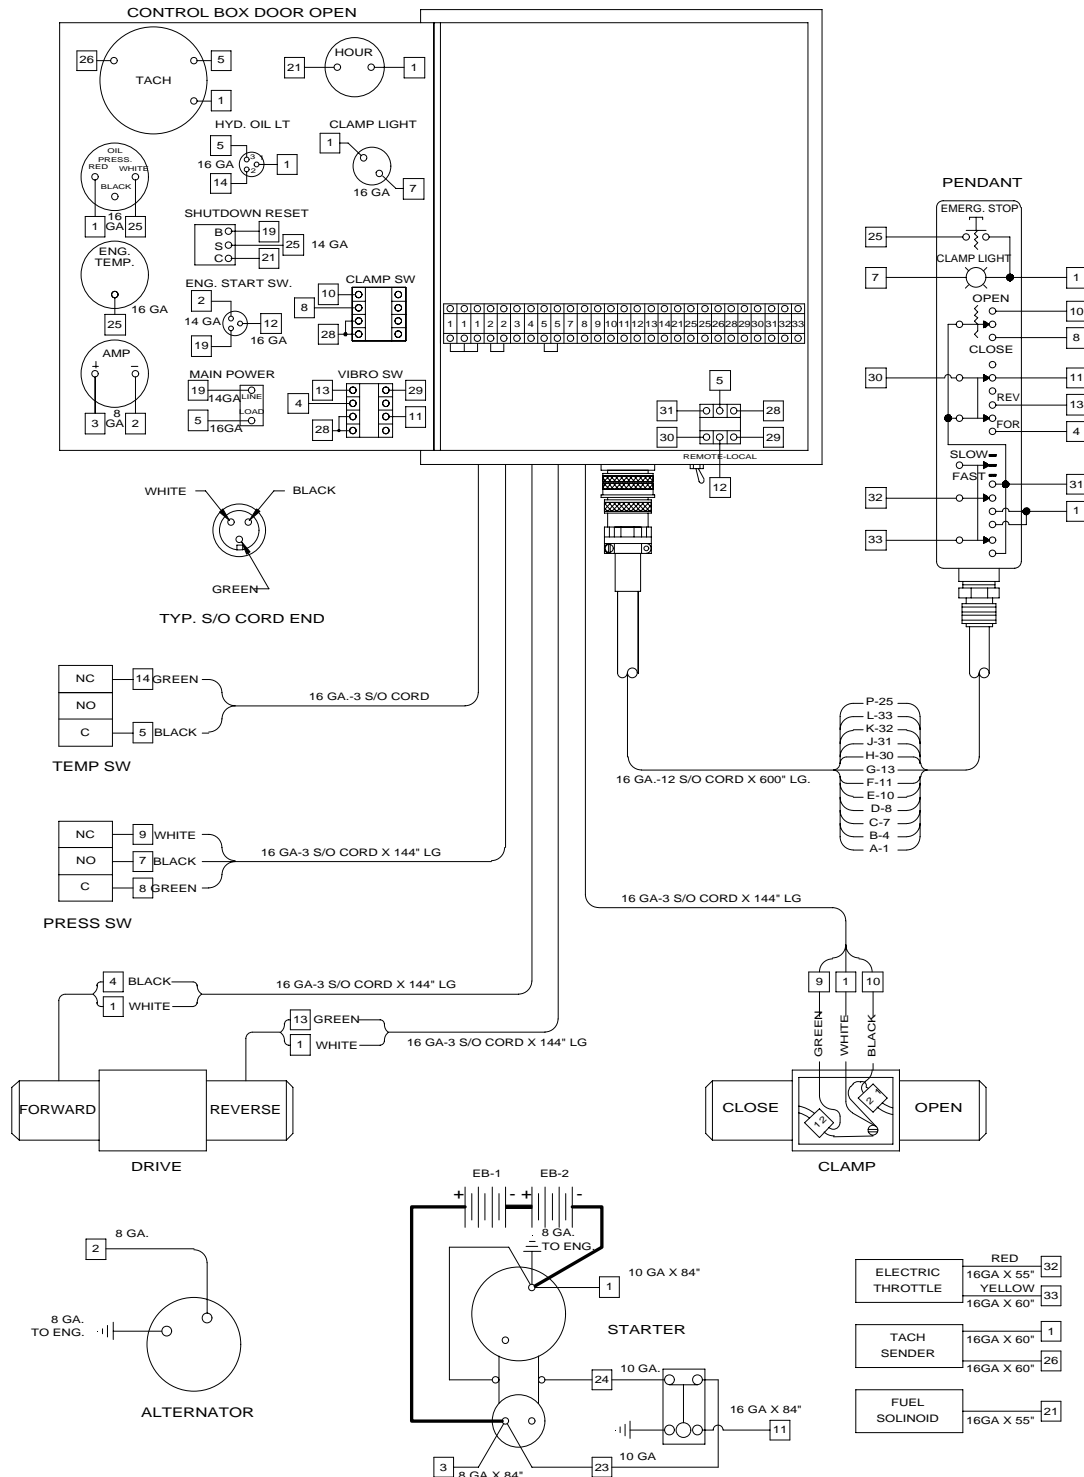 CONTROL BOX DOOR OPEN
26
TACH
5
1
21
HOUR
1
HYD. OIL LT
5
16 GA
3
1
2
1
14
CLAMP LIGHT
1
16 GA
7
OIL
PRESS.
RED
WHITE
BLACK
1
16
GA
25
SHUTDOWN RESET
B
19
S
25
14 GA
C
21
ENG.
TEMP.
16 GA
25
ENG. START SW.
2
14 GA
12
16 GA
19
CLAMP SW
10
8
28
AMP
+
-
3
8
GA
2
MAIN POWER
19
14GA
LINE
LOAD
5
16GA
VIBRO SW
13
29
4
11
28
1 1 1 2 2 3 4 5 5 7 8 9 10 11 12 13 14 21 25 25 26 28 29 30 31 32 33
5
31
28
30
29
REMOTE-LOCAL
12
PENDANT
EMERG. STOP
25
CLAMP LIGHT
7
1
OPEN
10
8
CLOSE
30
11
REV
13
FOR
4
SLOW
FAST
31
32
1
33
WHITE
BLACK
GREEN
TYP. S/O CORD END
NC
14
GREEN
NO
C
5
BLACK
16 GA.-3 S/O CORD
TEMP SW
P-25
L-33
K-32
J-31
H-30
G-13
F-11
E-10
D-8
C-7
B-4
A-1
16 GA.-12 S/O CORD X 600" LG.
NC
9
WHITE
NO
7
BLACK
C
8
GREEN
16 GA-3 S/O CORD X 144" LG
PRESS SW
16 GA-3 S/O CORD X 144" LG
4
BLACK
1
WHITE
16 GA-3 S/O CORD X 144" LG
13
GREEN
1
WHITE
16 GA-3 S/O CORD X 144" LG
9
1
10
GREEN
WHITE
BLACK
FORWARD
REVERSE
DRIVE
CLOSE
1 2
2 1
OPEN
CLAMP
EB-1
EB-2
+
-
+
-
8 GA.
TO ENG.
10 GA X 84"
1
STARTER
2
8 GA.
8 GA.
TO ENG.
ALTERNATOR
24
10 GA.
16 GA X 84"
11
3
8 GA X 84"
23
10 GA
ELECTRIC
THROTTLE
RED
16GA X 55"
32
YELLOW
16GA X 60"
33
TACH
SENDER
16GA X 60"
1
16GA X 60"
26
FUEL
SOLINOID
16GA X 55"
21